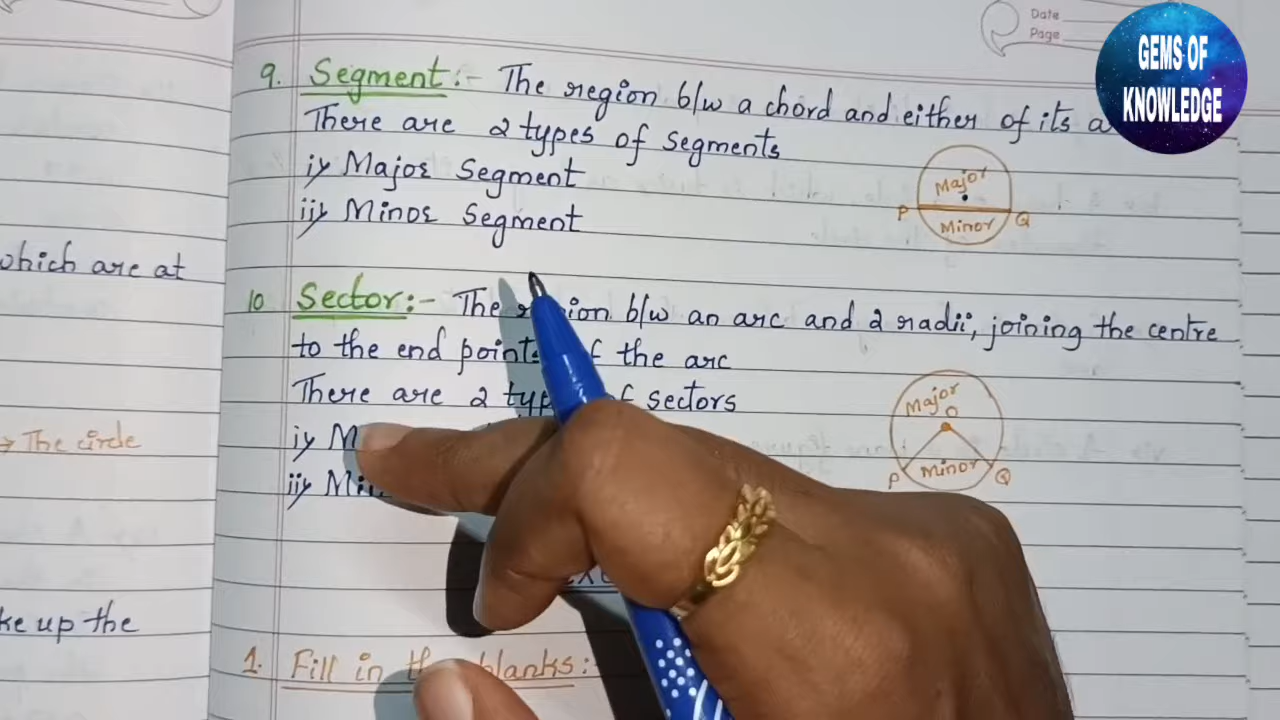 Date
Page
GEMS OF
KNOWLEDGE
9. Segment :- The region b/w a chord and either of its
There are 2 types of segments
i) Major Segment
ii) Minor Segment
Major
P Q
Minor
which are at
10 Sector :- The region b/w an arc and 2 radii, joining the centre
to the end points of the arc
There are 2 types of sectors
i)
ii)
Major
O
Minor
P Q
→ The circle
ke up the
1. Fill in the blanks :-